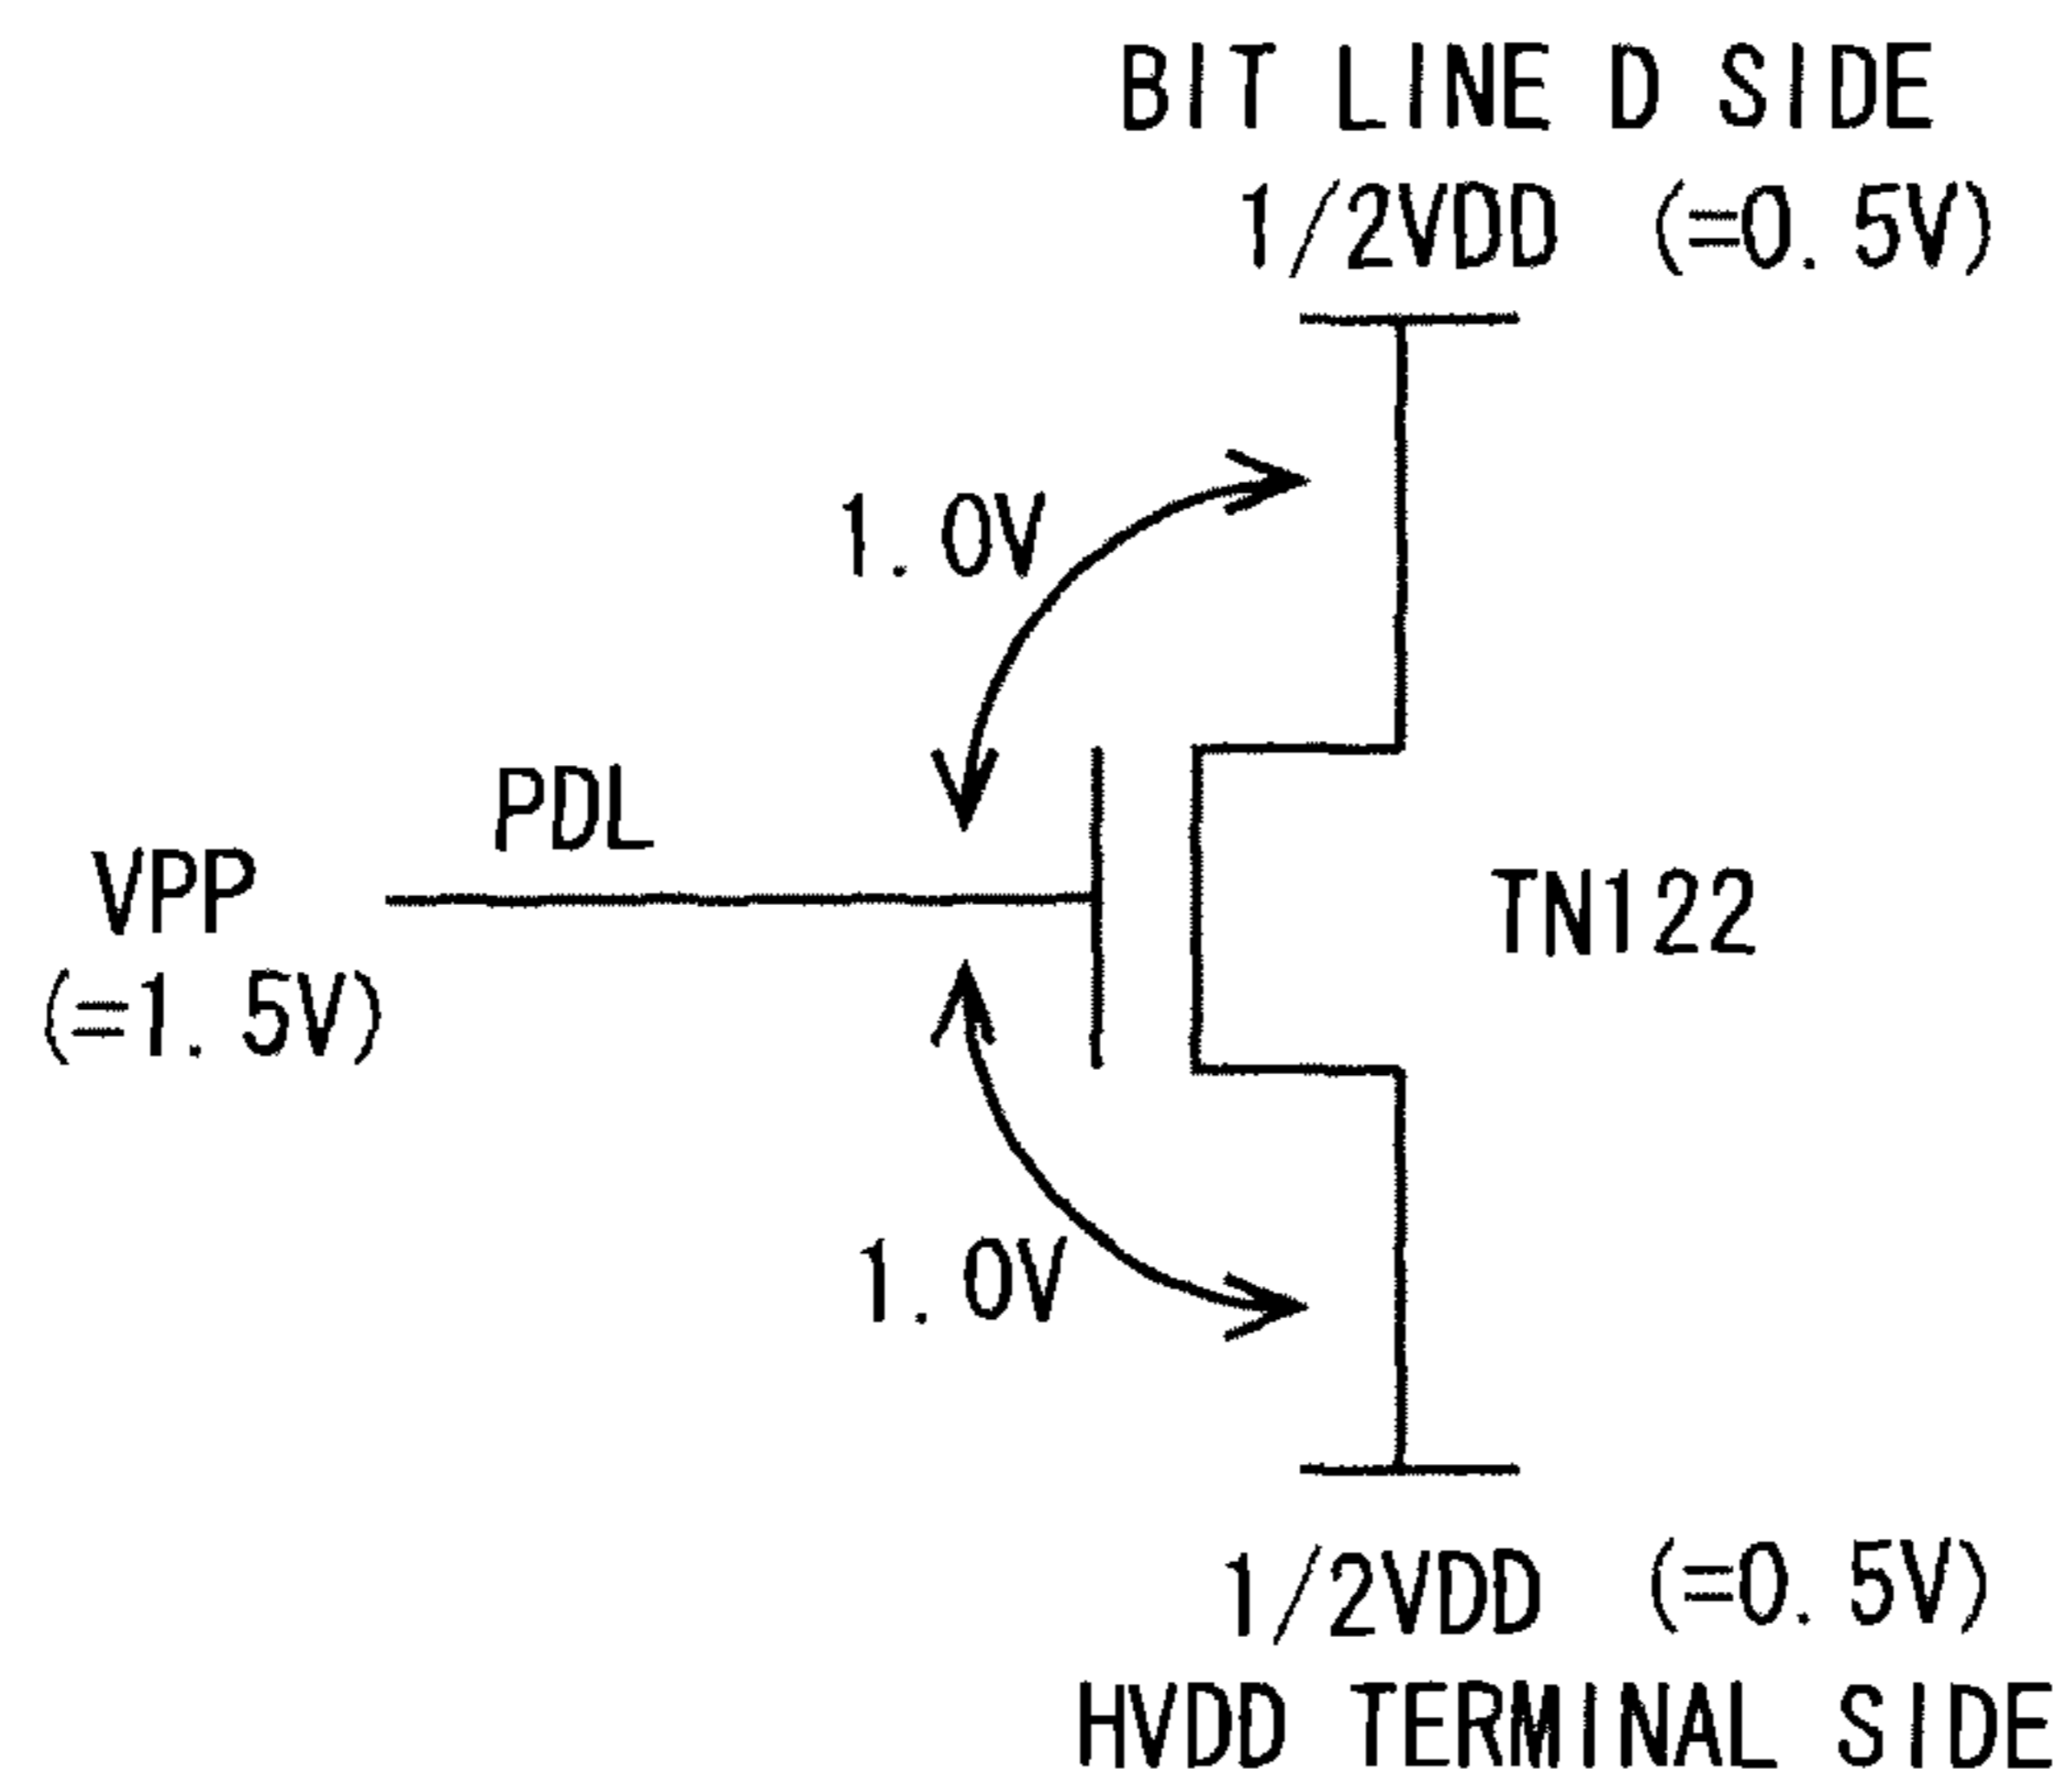 BIT LINE D SIDE
1/2VDD (=0.5V)
1.0V
PDL
VPP
(=1.5V)
TN122
1.0V
1/2VDD (=0.5V)
HVDD TERMINAL SIDE